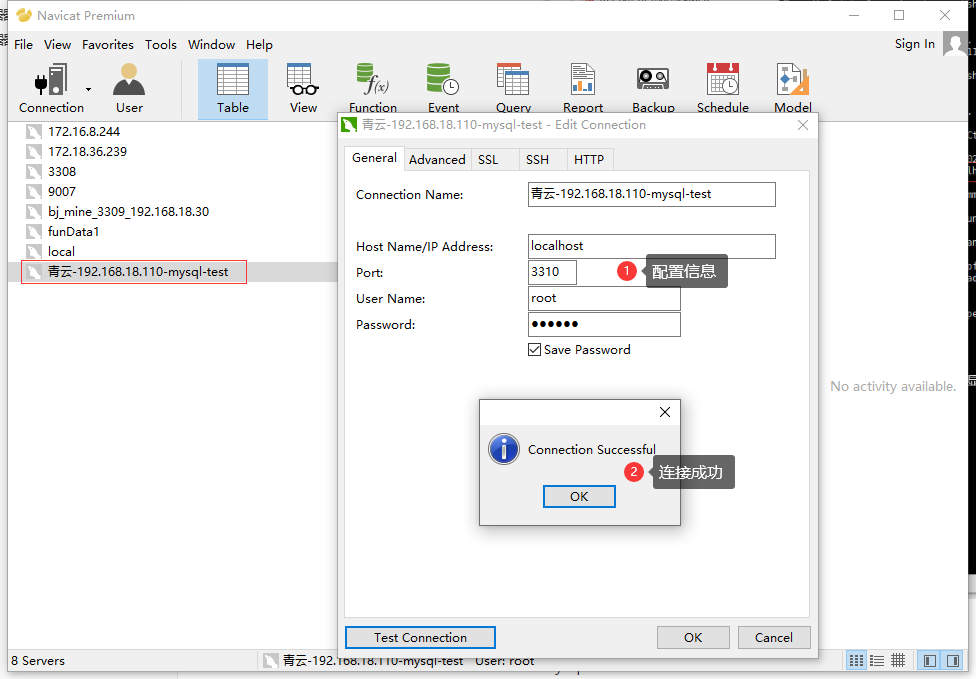 Navicat Premium
File View Favorites Tools Window Help
Sign In
Connection User Table View Function Event Query Report Backup Schedule Model
172.16.8.244
172.18.36.239
3308
9007
bj_mine_3309_192.168.18.30
funData1
local
青云-192.168.18.110-mysql-test
青云-192.168.18.110-mysql-test - Edit Connection
General Advanced SSL SSH HTTP
Connection Name: 青云-192.168.18.110-mysql-test
Host Name/IP Address: localhost
Port: 3310
1 配置信息
User Name: root
Password: ●●●●●●
Save Password
No activity available.
Connection Successful
2 连接成功
OK
Test Connection OK Cancel
8 Servers
青云-192.168.18.110-mysql-test User: root